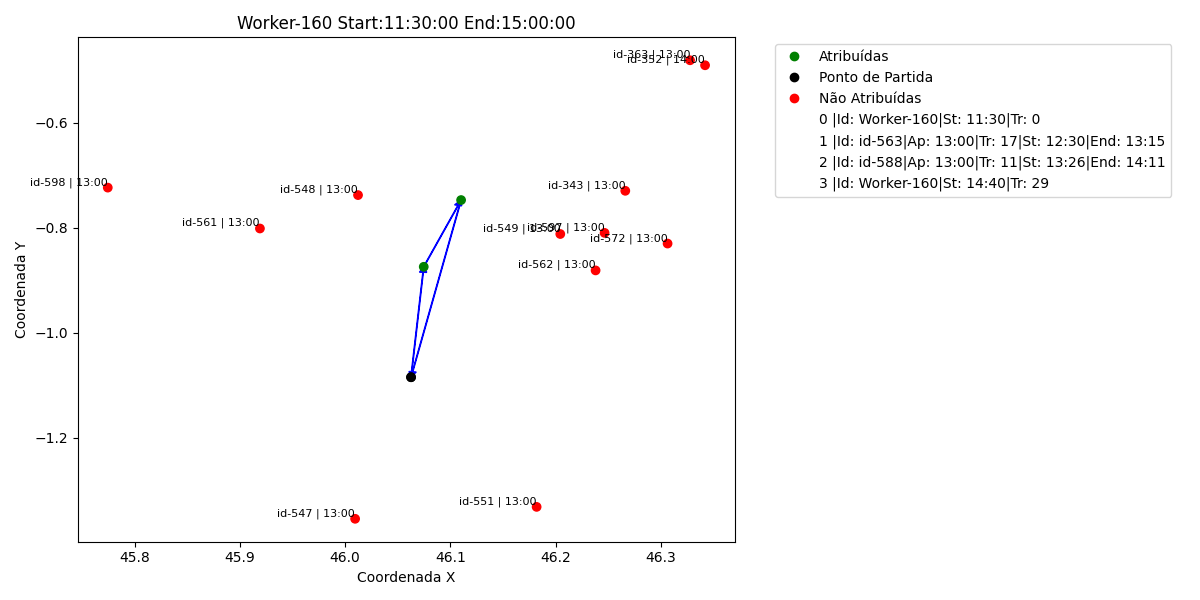 Worker-160 Start:11:30:00 End:15:00:00
Atribuídas
Ponto de Partida
Não Atribuídas
0 |Id: Worker-160|St: 11:30|Tr: 0
1 |Id: id-563|Ap: 13:00|Tr: 17|St: 12:30|End: 13:15
2 |Id: id-588|Ap: 13:00|Tr: 11|St: 13:26|End: 14:11
3 |Id: Worker-160|St: 14:40|Tr: 29
id-363 | 13:00
id-352 | 14:00
id-598 | 13:00
id-548 | 13:00
id-343 | 13:00
id-561 | 13:00
id-549 | 13:00
id-597 | 13:00
id-572 | 13:00
id-562 | 13:00
id-551 | 13:00
id-547 | 13:00
−0.6
−0.8
−1.0
−1.2
Coordenada Y
45.8
45.9
46.0
46.1
46.2
46.3
Coordenada X